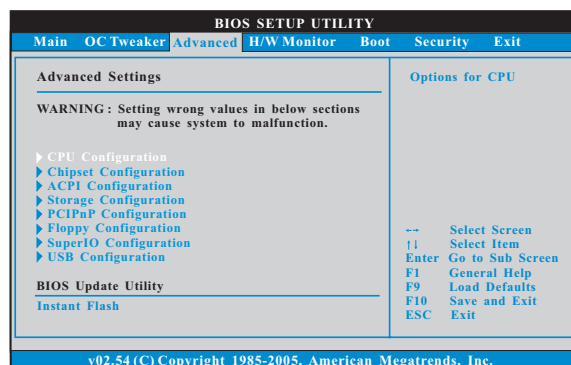 BIOS SETUP UTILITY
Main OC Tweaker Advanced H/W Monitor Boot Security Exit
Advanced Settings
WARNING : Setting wrong values in below sections
may cause system to malfunction.
CPU Configuration
Chipset Configuration
ACPI Configuration
Storage Configuration
PCIPnP Configuration
Floppy Configuration
SuperIO Configuration
USB Configuration
BIOS Update Utility
Instant Flash
Options for CPU
←→ Select Screen
↑↓ Select Item
Enter Go to Sub Screen
F1 General Help
F9 Load Defaults
F10 Save and Exit
ESC Exit
v02.54 (C) Copyright 1985-2005, American Megatrends, Inc.